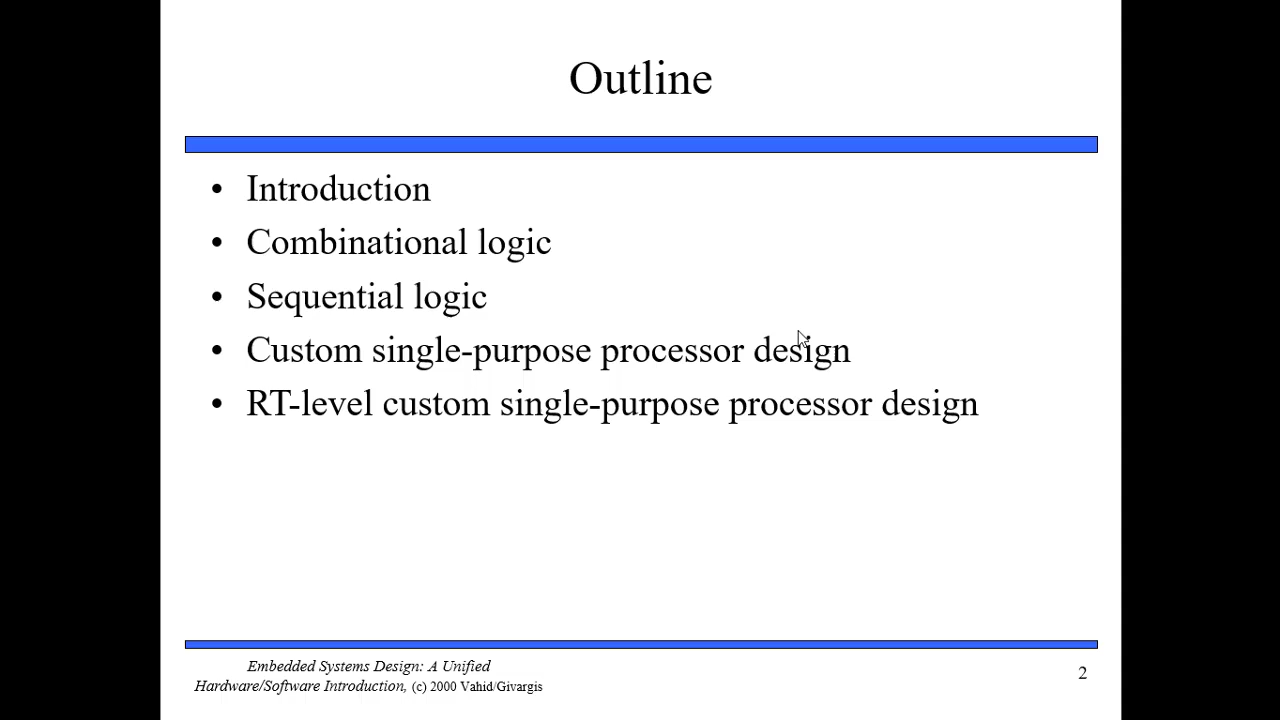 Outline
• Introduction
• Combinational logic
• Sequential logic
• Custom single-purpose processor design
• RT-level custom single-purpose processor design
Embedded Systems Design: A Unified
Hardware/Software Introduction, (c) 2000 Vahid/Givargis
2